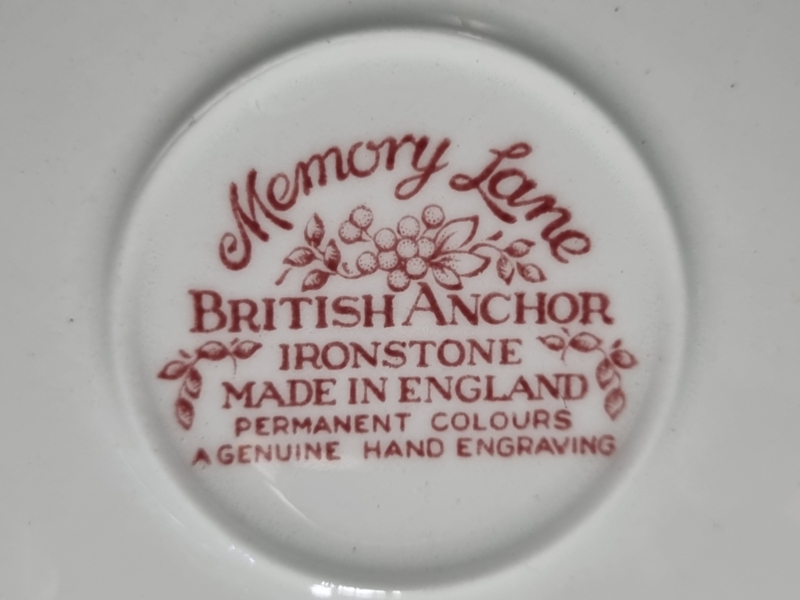 Memory Lane
BRITISH ANCHOR
IRONSTONE
MADE IN ENGLAND
PERMANENT COLOURS
A GENUINE HAND ENGRAVING